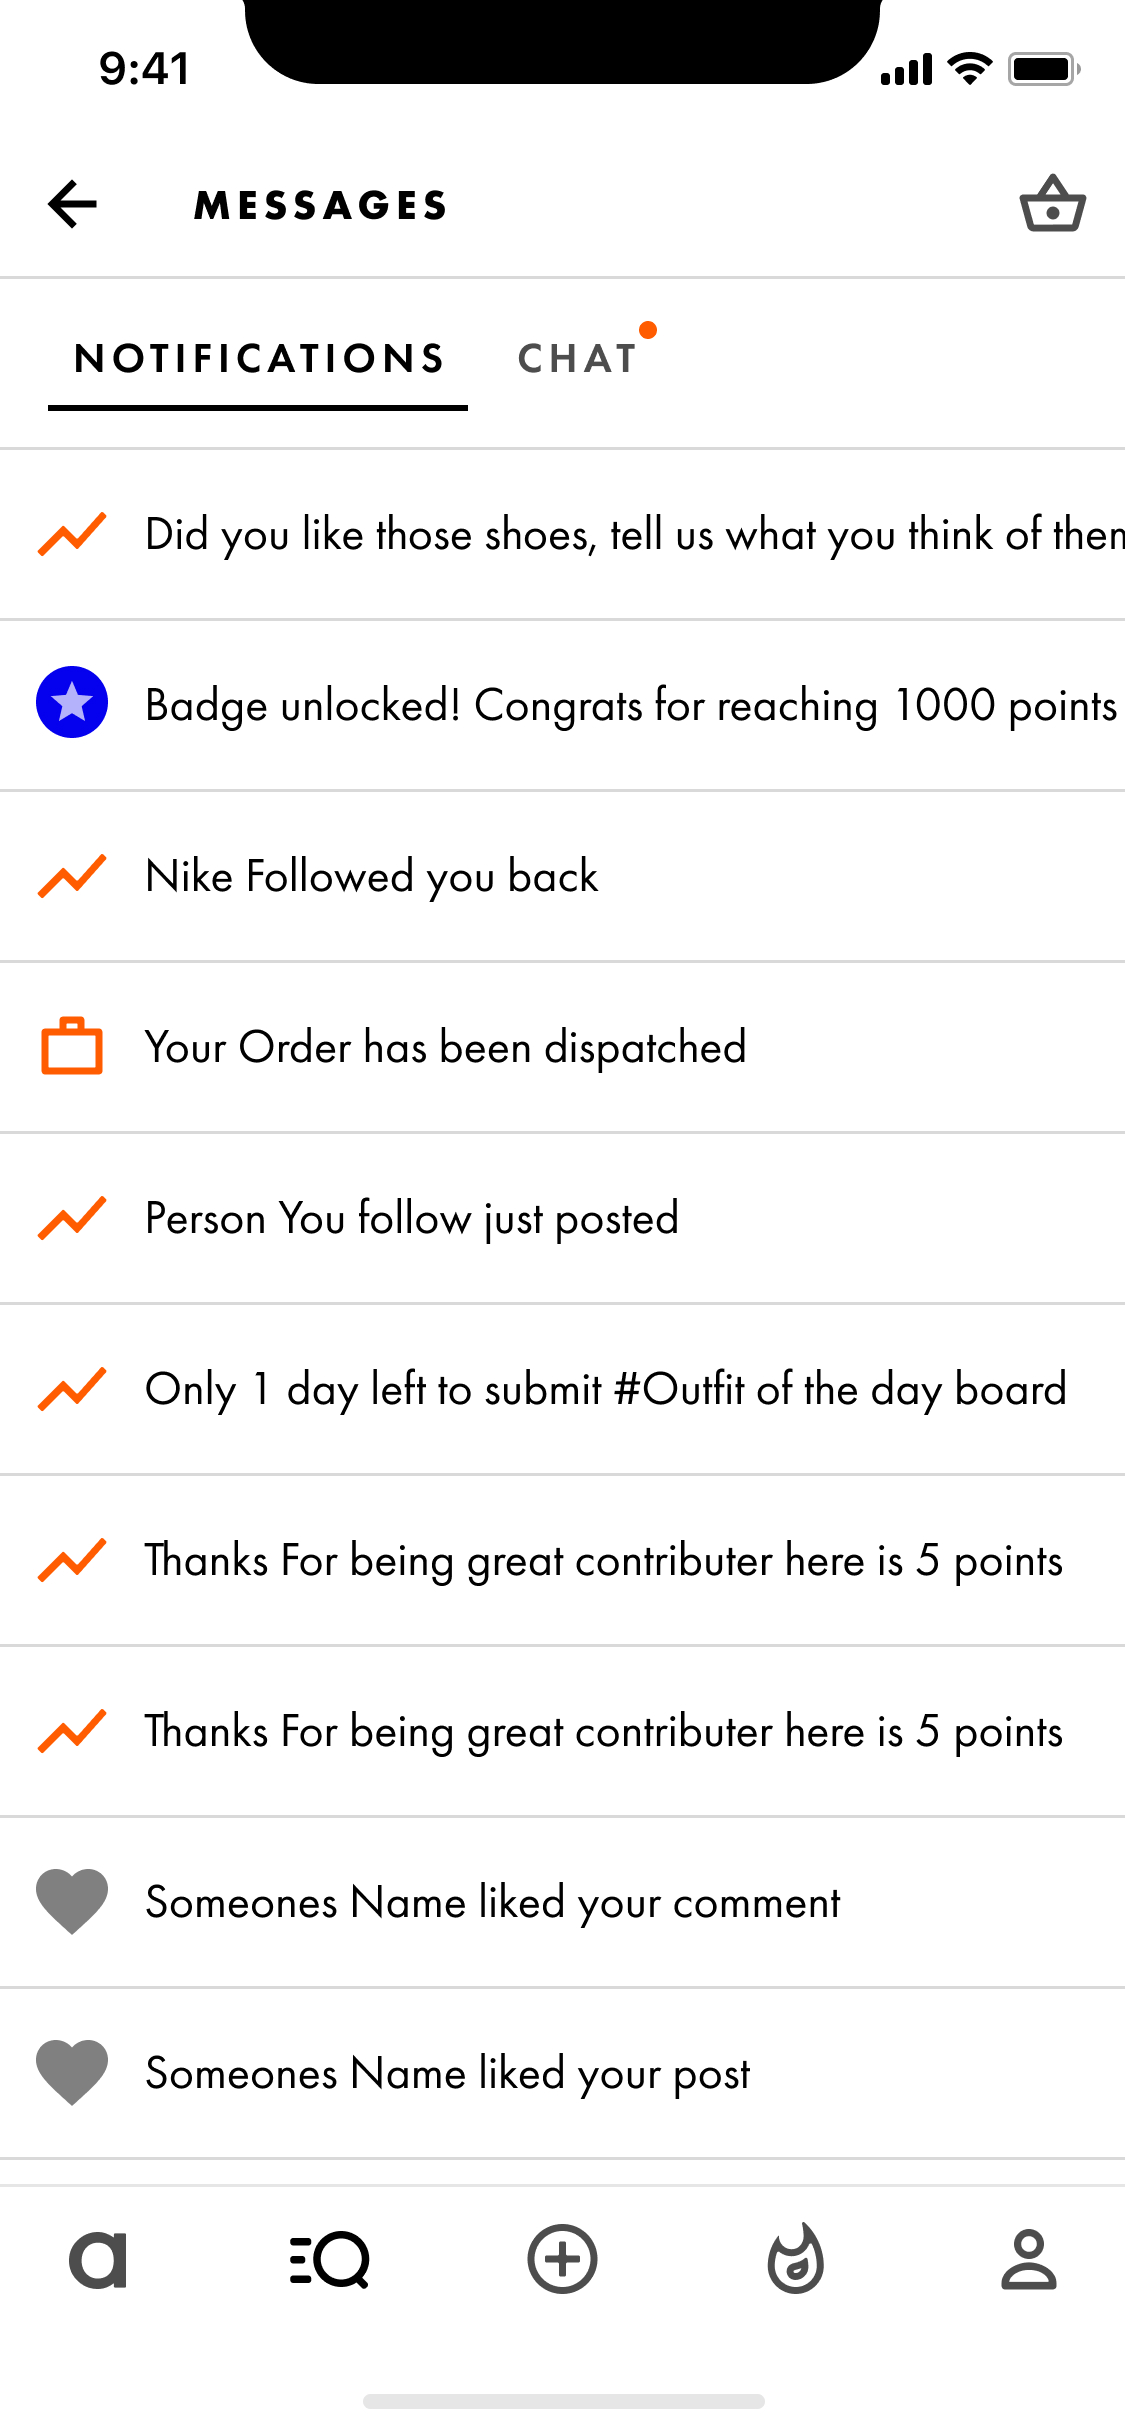 9:41
MESSAGES
NOTIFICATIONS CHAT
Did you like those shoes, tell us what you think of
Badge unlocked! Congrats for reaching 1000 points
Nike Followed you back
Your Order has been dispatched
Person You follow just posted
Only 1 day left to submit #Outfit of the day board
Thanks For being great contributer here is 5 points
Thanks For being great contributer here is 5 points
Someones Name liked your comment
Someones Name liked your post